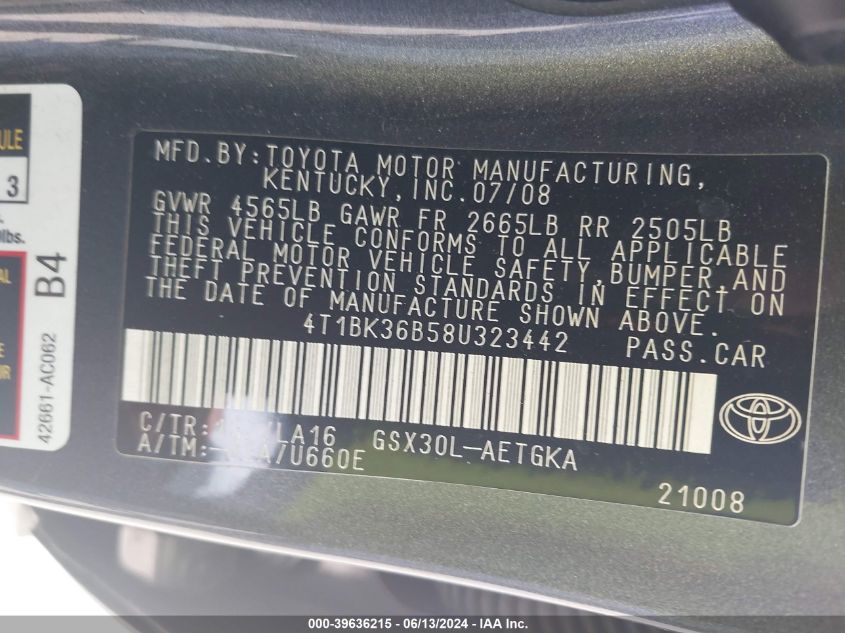 MFD.BY:TOYOTA MOTOR MANUFACTURING,
KENTUCKY,INC.07/08
GVWR 4565LB GAWR FR 2665LB RR 2505LB
THIS VEHICLE CONFORMS TO ALL APPLICABLE
FEDERAL MOTOR VEHICLE SAFETY,BUMPER,AND
THEFT PREVENTION STANDARDS IN EFFECT ON
THE DATE OF MANUFACTURE SHOWN ABOVE.
4T1BK36B58U323442 PASS.CAR
C/TR: LA16 GSX30L-AETGKA
A/TM: /U660E
21008
ULE
3
lbs.
AL
E
UR
B4
42661-AC062
000-39636215 - 06/13/2024 - IAEAI, Inc.